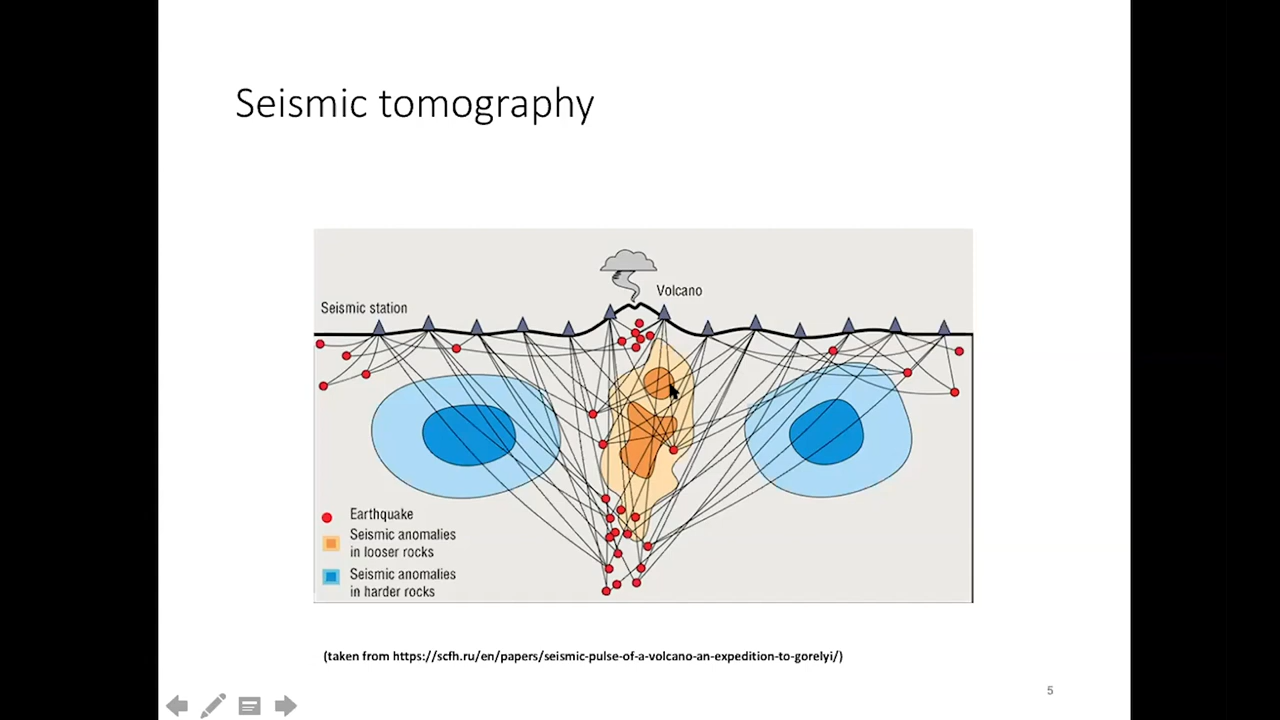 Seismic tomography
Volcano
Seismic station
Earthquake
Seismic anomalies
in looser rocks
Seismic anomalies
in harder rocks
(taken from https://scfh.ru/en/papers/seismic-pulse-of-a-volcano-an-expedition-to-gorelyi/)
5